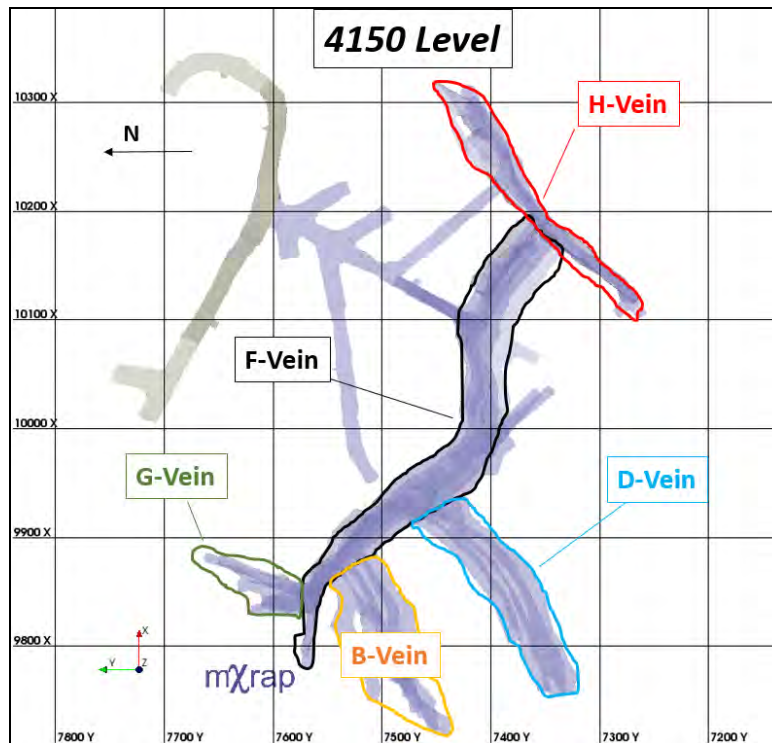 4150 Level
10300 X
H-Vein
N
10200 X
10100 X
F-Vein
10000 X
G-Vein
D-Vein
9900 X
9800 X
B-Vein
X
Y
Z
mχrap
7800 Y
7700 Y
7600 Y
7500 Y
7400 Y
7300 Y
7200 Y